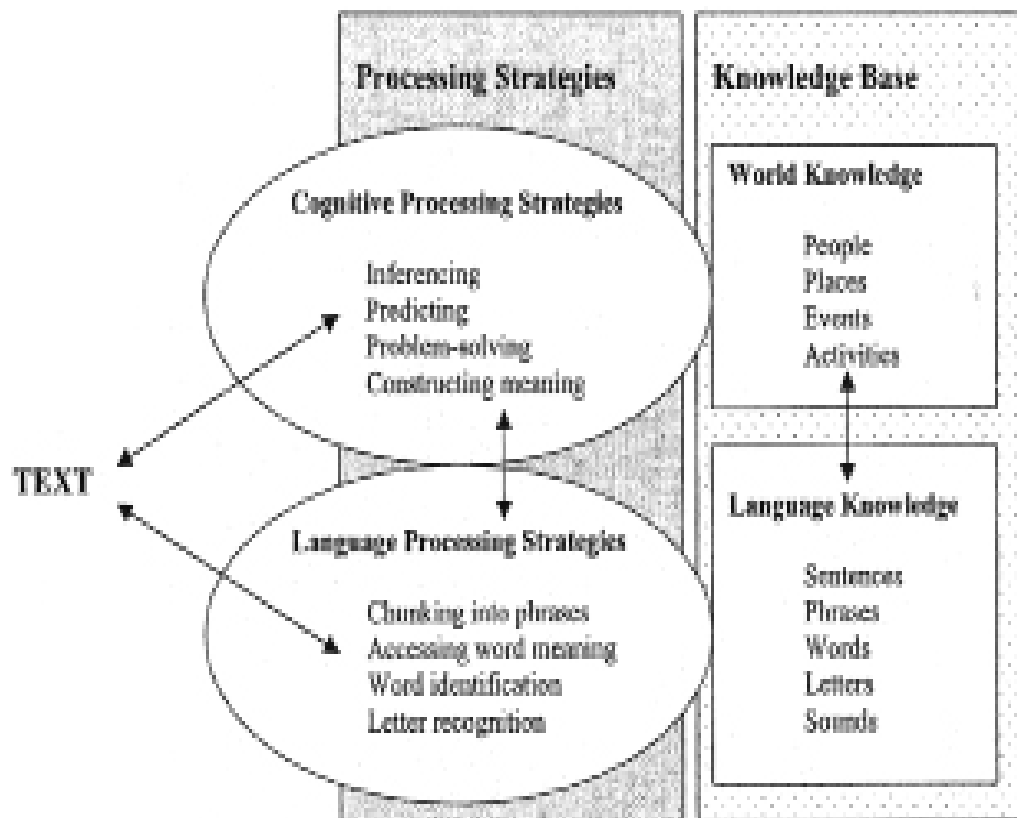 Processing Strategies
Knowledge Base
Cognitive Processing Strategies
Inferencing
Predicting
Problem-solving
Constructing meaning
World Knowledge
People
Places
Events
Activities
TEXT
Language Processing Strategies
Chunking into phrases
Accessing word meaning
Word identification
Letter recognition
Language Knowledge
Sentences
Phrases
Words
Letters
Sounds